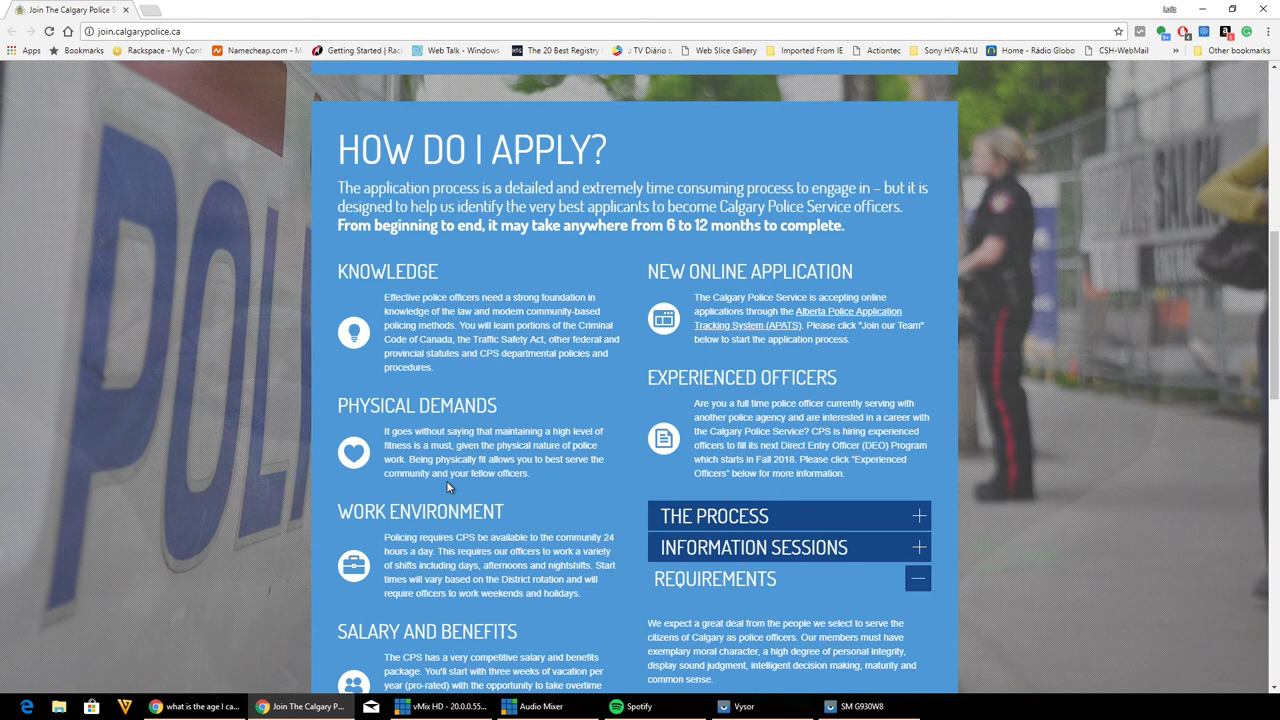 Join The Calgary Police S
join.calgarypolice.ca
Apps Bookmarks Rackspace - My Con Namecheap.com - M Getting Started | Rac Web Talk - Windows The 20 Best Registry .: TV Diário :. Web Slice Gallery Imported From IE Actiontec Sony HVR-A1U Home - Rádio Globo CSH-WebMail » Other bookmarks
POLI
HOW DO I APPLY?
The application process is a detailed and extremely time consuming process to engage in – but it is
designed to help us identify the very best applicants to become Calgary Police Service officers.
From beginning to end, it may take anywhere from 6 to 12 months to complete.
KNOWLEDGE
Effective police officers need a strong foundation in
knowledge of the law and modern community-based
policing methods. You will learn portions of the Criminal
Code of Canada, the Traffic Safety Act, other federal and
provincial statutes and CPS departmental policies and
procedures.
PHYSICAL DEMANDS
It goes without saying that maintaining a high level of
fitness is a must, given the physical nature of police
work. Being physically fit allows you to best serve the
community and your fellow officers.
WORK ENVIRONMENT
Policing requires CPS be available to the community 24
hours a day. This requires our officers to work a variety
of shifts including days, afternoons and nightshifts. Start
times will vary based on the District rotation and will
require officers to work weekends and holidays.
SALARY AND BENEFITS
The CPS has a very competitive salary and benefits
package. You'll start with three weeks of vacation per
year (pro-rated) with the opportunity to take overtime
NEW ONLINE APPLICATION
The Calgary Police Service is accepting online
applications through the Alberta Police Application
Tracking System (APATS). Please click "Join our Team"
below to start the application process.
EXPERIENCED OFFICERS
Are you a full time police officer currently serving with
another police agency and are interested in a career with
the Calgary Police Service? CPS is hiring experienced
officers to fill its next Direct Entry Officer (DEO) Program
which starts in Fall 2018. Please click "Experienced
Officers" below for more information.
THE PROCESS
INFORMATION SESSIONS
REQUIREMENTS
We expect a great deal from the people we select to serve the
citizens of Calgary as police officers. Our members must have
exemplary moral character, a high degree of personal integrity,
display sound judgment, intelligent decision making, maturity and
common sense.
what is the age I ca... Join The Calgary P... vMix HD - 20.0.0.55... Audio Mixer Spotify Vysor SM G930W8